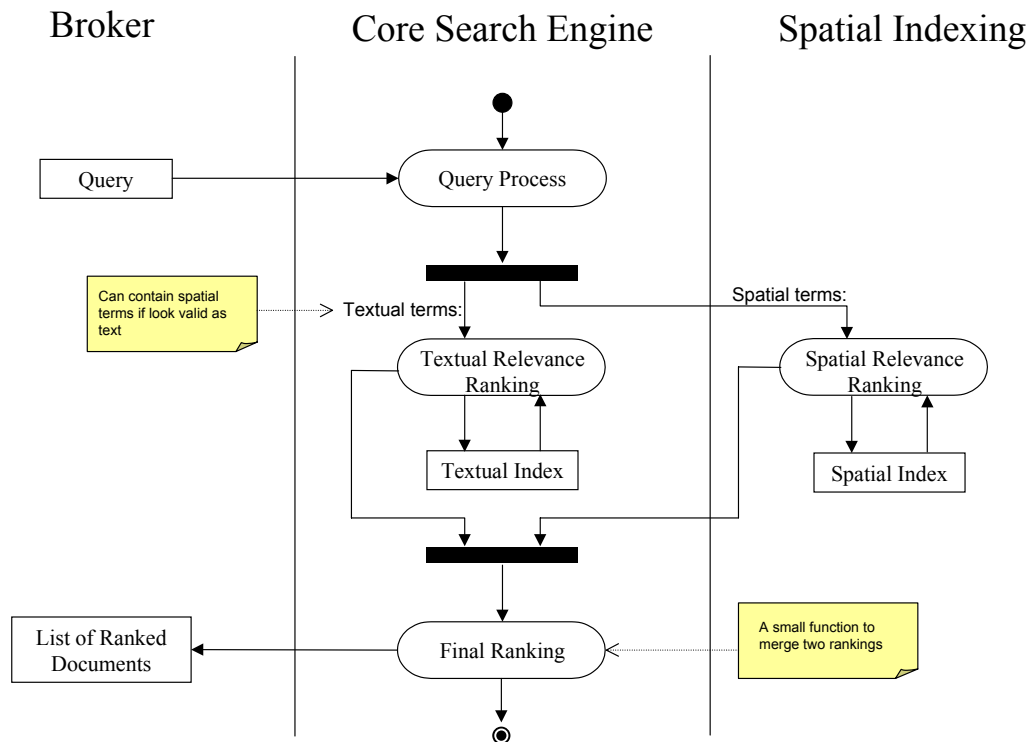 Broker
Core Search Engine
Spatial Indexing
Query
Query Process
Can contain spatial
terms if look valid as
text
Textual terms:
Spatial terms:
Textual Relevance
Ranking
Spatial Relevance
Ranking
Textual Index
Spatial Index
List of Ranked
Documents
Final Ranking
A small function to
merge two rankings